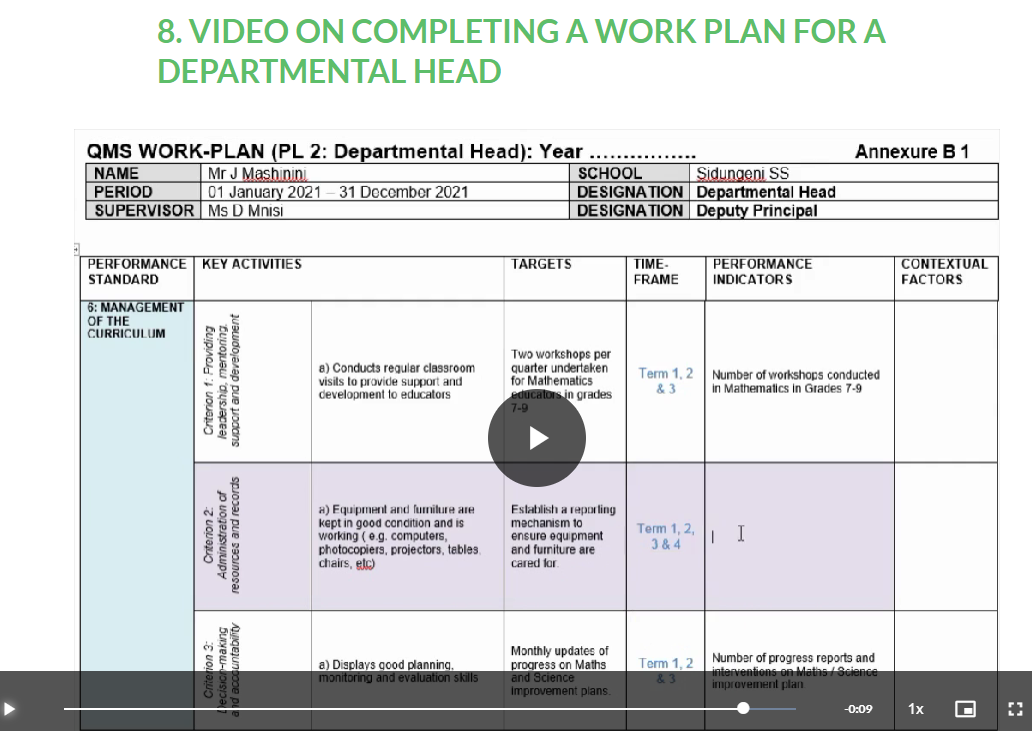 8. VIDEO ON COMPLETING A WORK PLAN FOR A
DEPARTMENTAL HEAD
QMS WORK-PLAN (PL 2: Departmental Head): Year ................
Annexure B 1
NAME Mr J Mashinini SCHOOL Sidungeni SS
PERIOD 01 January 2021 – 31 December 2021 DESIGNATION Departmental Head
SUPERVISOR Ms D Mnisi DESIGNATION Deputy Principal
PERFORMANCE
STANDARD
KEY ACTIVITIES
TARGETS
TIME-
FRAME
PERFORMANCE
INDICATORS
CONTEXTUAL
FACTORS
6: MANAGEMENT
OF THE
CURRICULUM
Criterion 1: Providing
leadership, mentoring,
support and development
a) Conducts regular classroom
visits to provide support and
development to educators
Two workshops per
quarter undertaken
for Mathematics
educators in grades
7-9
Term 1, 2
& 3
Number of workshops conducted
in Mathematics in Grades 7-9
Criterion 2:
Administration of
resources and records
a) Equipment and furniture are
kept in good condition and is
working ( e.g. computers,
photocopiers, projectors, tables,
chairs, etc)
Establish a reporting
mechanism to
ensure equipment
and furniture are
cared for.
Term 1, 2,
3 & 4
Criterion 3:
Decision-making
and accountability
a) Displays good planning,
monitoring and evaluation skills
Monthly updates of
progress on Maths
and Science
improvement plans.
Term 1, 2
& 3
Number of progress reports and
interventions on Maths / Science
improvement plan
-0:09
1x